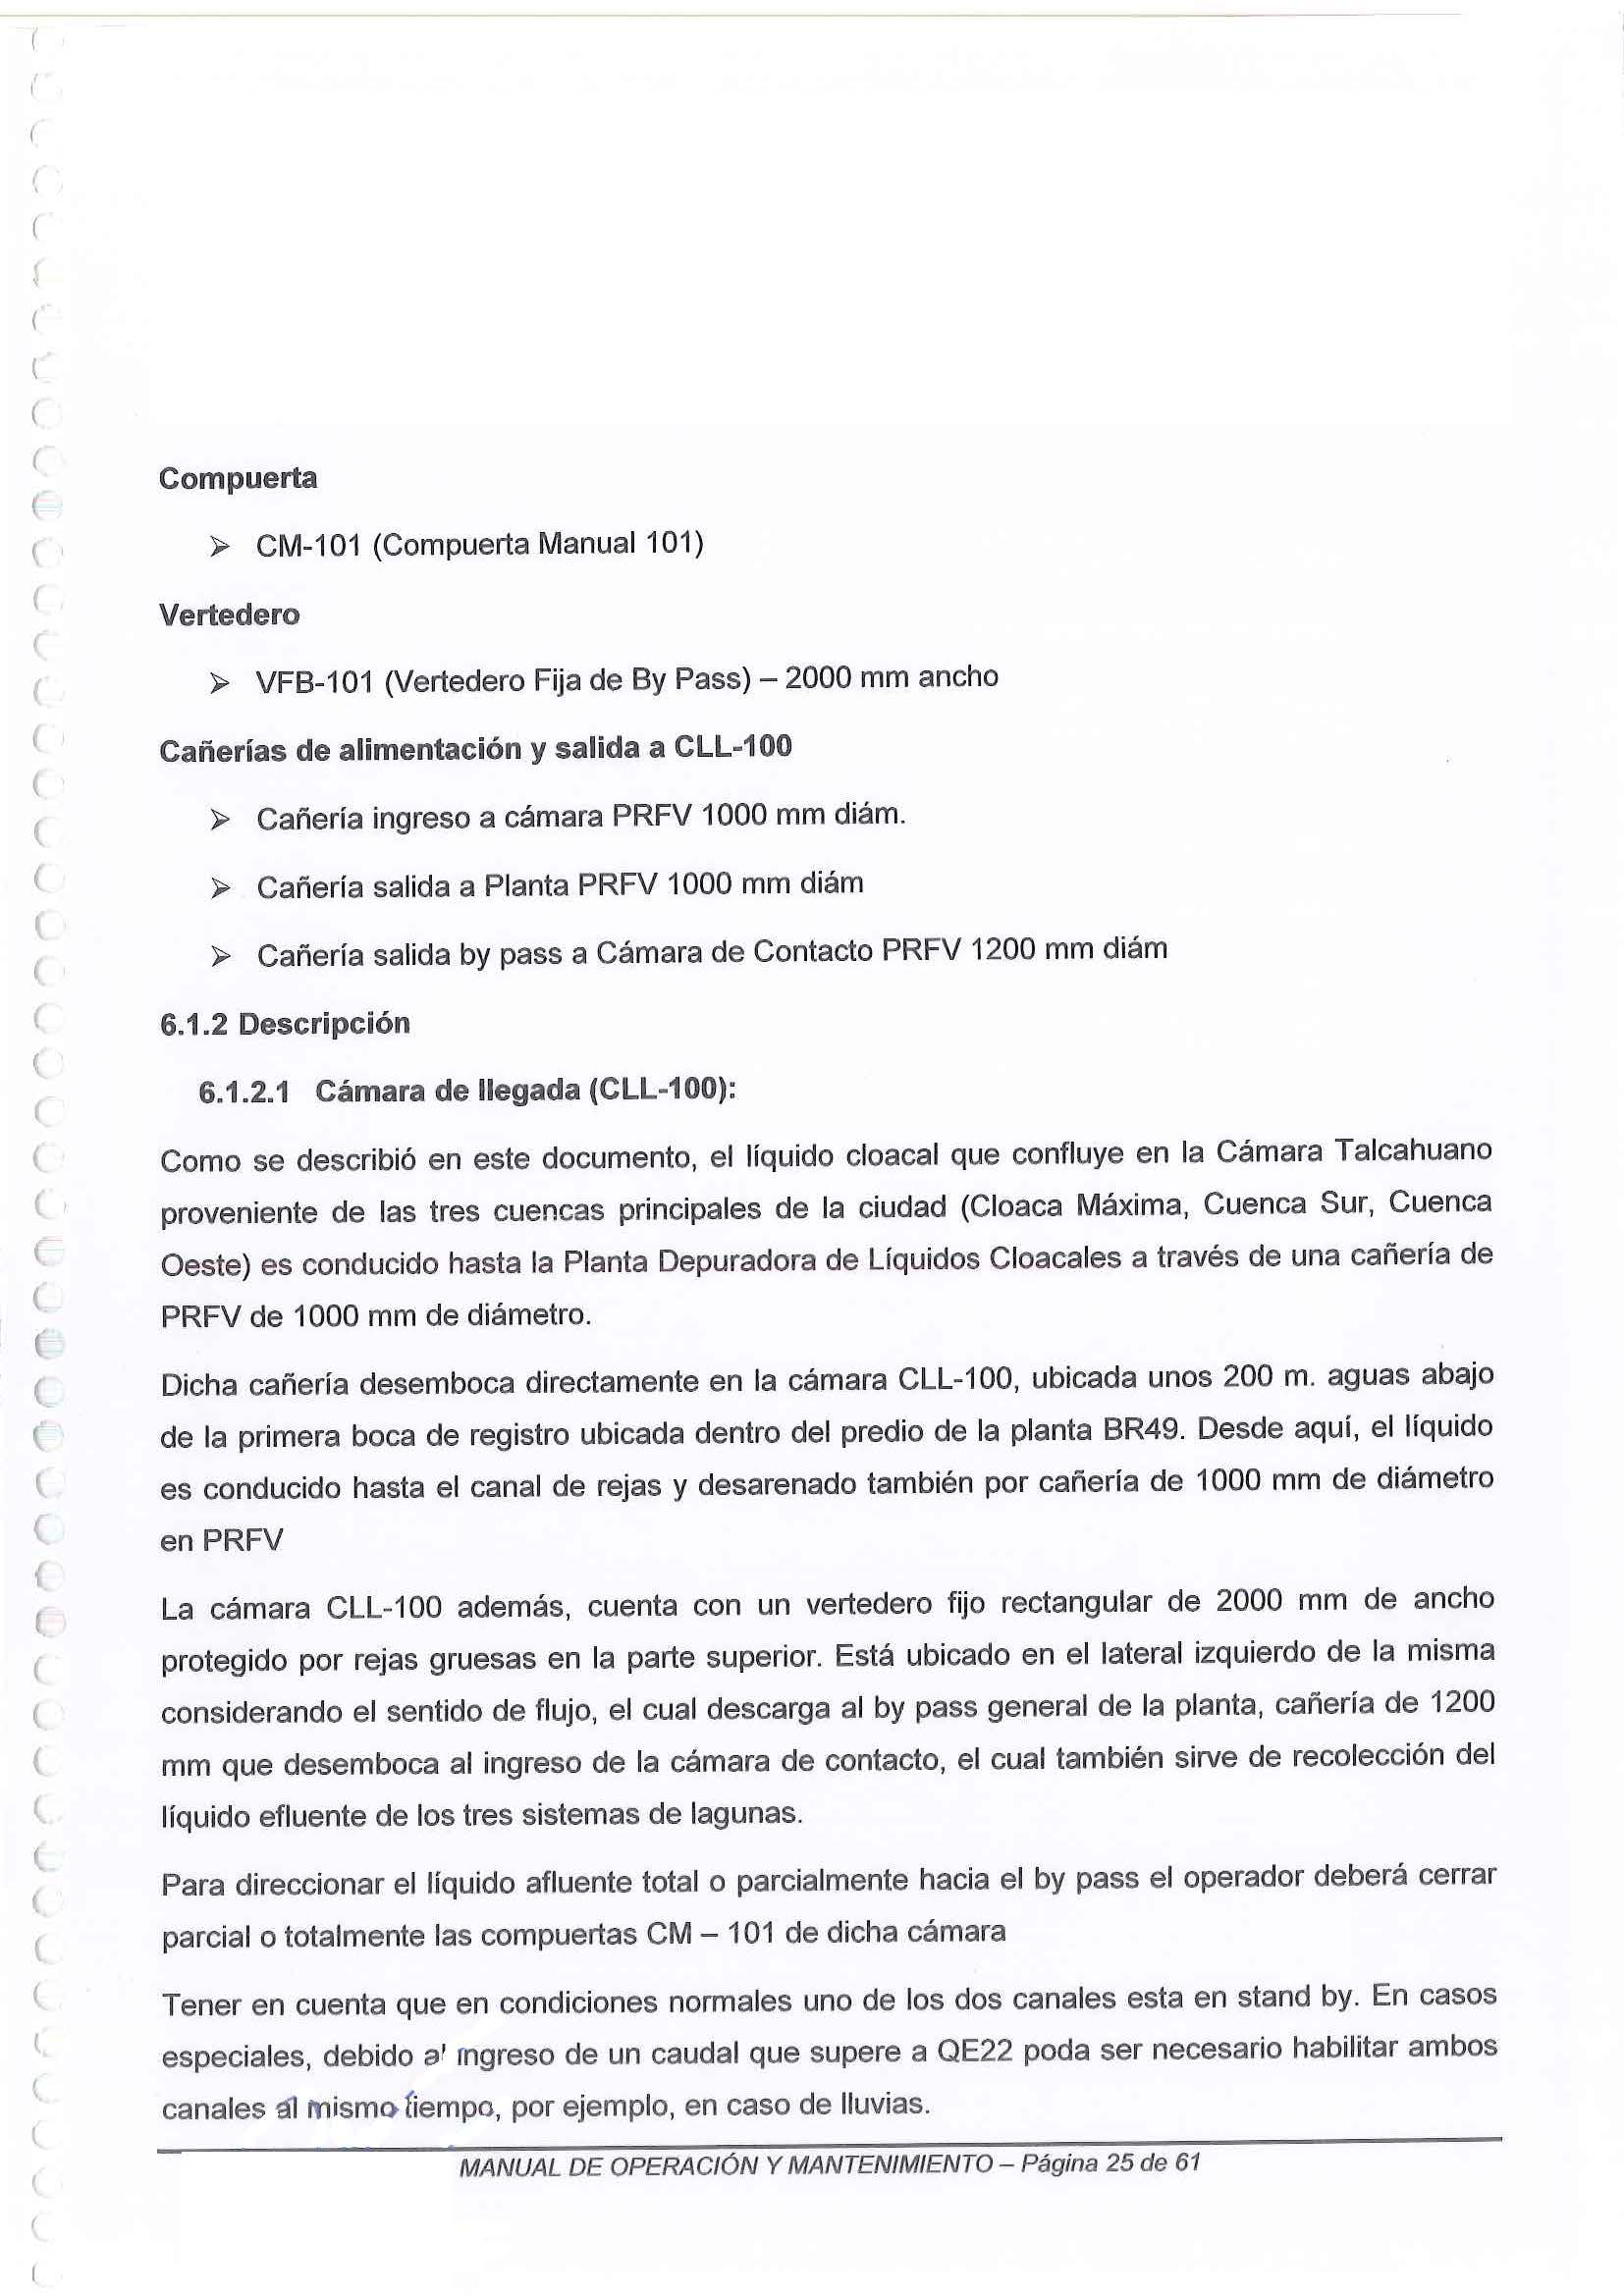 Compuerta
➢ CM-101 (Compuerta Manual 101)
Vertedero
➢ VFB-101 (Vertedero Fija de By Pass) – 2000 mm ancho
Cañerías de alimentación y salida a CLL-100
➢ Cañería ingreso a cámara PRFV 1000 mm diám.
➢ Cañería salida a Planta PRFV 1000 mm diám
➢ Cañería salida by pass a Cámara de Contacto PRFV 1200 mm diám
6.1.2 Descripción
6.1.2.1 Cámara de llegada (CLL-100):
Como se describió en este documento, el líquido cloacal que confluye en la Cámara Talcahuano
proveniente de las tres cuencas principales de la ciudad (Cloaca Máxima, Cuenca Sur, Cuenca
Oeste) es conducido hasta la Planta Depuradora de Líquidos Cloacales a través de una cañería de
PRFV de 1000 mm de diámetro.
Dicha cañería desemboca directamente en la cámara CLL-100, ubicada unos 200 m. aguas abajo
de la primera boca de registro ubicada dentro del predio de la planta BR49. Desde aquí, el líquido
es conducido hasta el canal de rejas y desarenado también por cañería de 1000 mm de diámetro
en PRFV
La cámara CLL-100 además, cuenta con un vertedero fijo rectangular de 2000 mm de ancho
protegido por rejas gruesas en la parte superior. Está ubicado en el lateral izquierdo de la misma
considerando el sentido de flujo, el cual descarga al by pass general de la planta, cañería de 1200
mm que desemboca al ingreso de la cámara de contacto, el cual también sirve de recolección del
líquido efluente de los tres sistemas de lagunas.
Para direccionar el líquido afluente total o parcialmente hacia el by pass el operador deberá cerrar
parcial o totalmente las compuertas CM – 101 de dicha cámara
Tener en cuenta que en condiciones normales uno de los dos canales esta en stand by. En casos
especiales, debido al ingreso de un caudal que supere a QE22 poda ser necesario habilitar ambos
canales al mismo tiempo, por ejemplo, en caso de lluvias.
MANUAL DE OPERACIÓN Y MANTENIMIENTO – Página 25 de 61